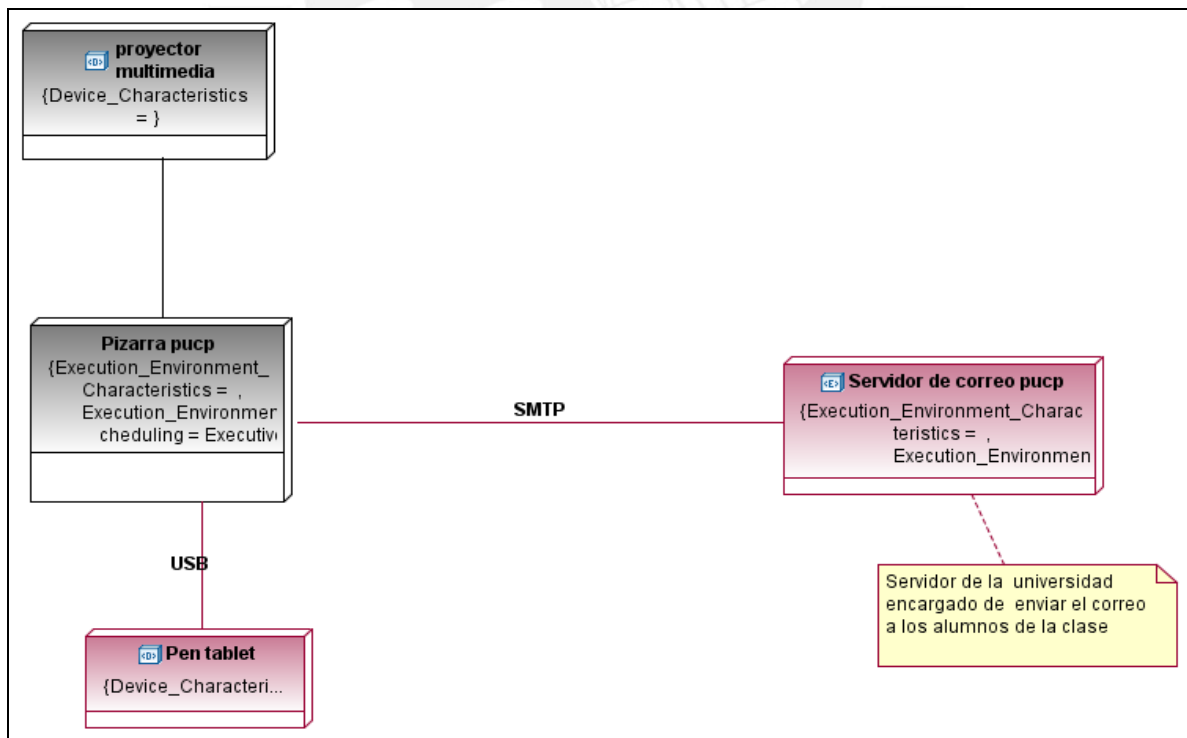 proyector
multimedia
{Device_Characteristics
= }
Pizarra pucp
{Execution_Environment_
Characteristics = ,
Execution_Environmen
cheduling = Executiv
SMTP
Servidor de correo pucp
{Execution_Environment_Charac
teristics = ,
Execution_Environmen
USB
Servidor de la universidad
encargado de enviar el correo
a los alumnos de la clase
Pen tablet
{Device_Characteri...